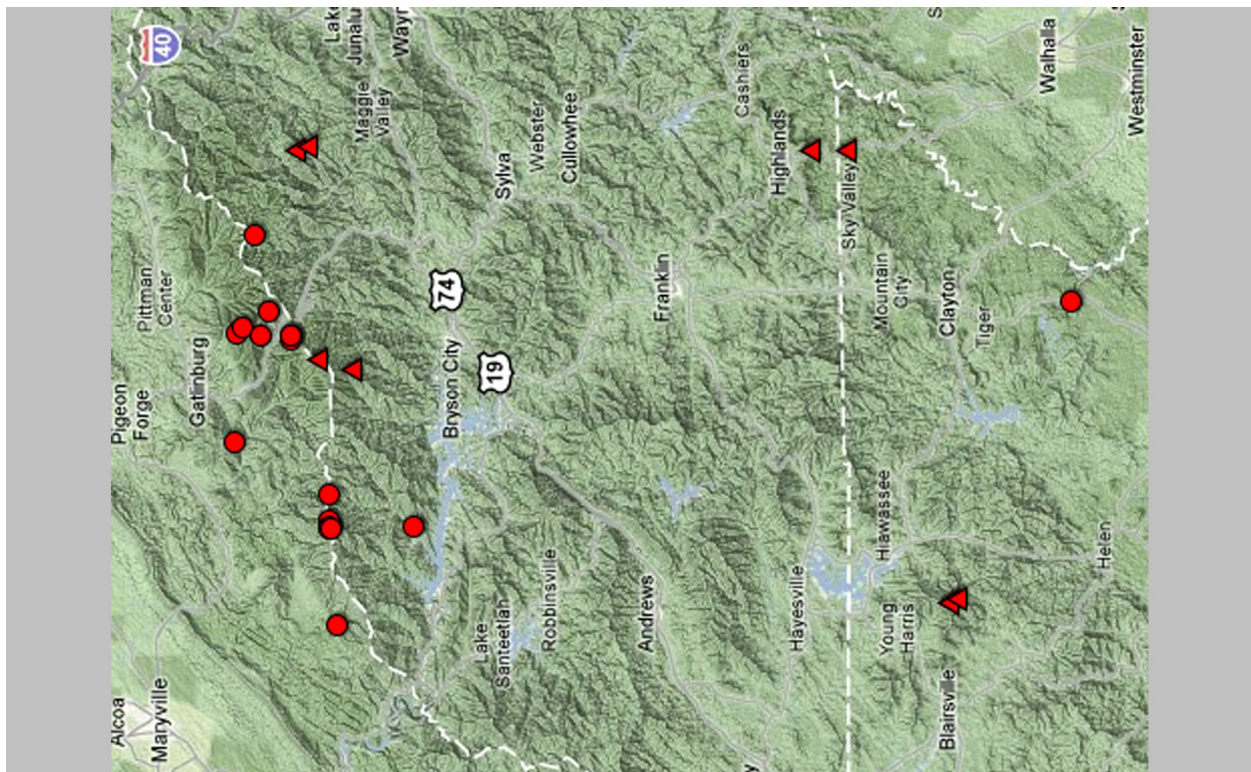 Pigeon
Forge
Alcoa
Maryville
Pittman
Center
Gatlinburg
40
Lake
Junalu
Wayn
Maggie
Valley
74
Bryson City
19
Sylva
Webster
Cullowhee
Lake
Santeetlah
Robbinsville
Andrews
Franklin
Cashiers
Highlands
Hayesville
Sky Valley
Mountain
City
Hiawassee
Young
Harris
Clayton
Tiger
Blairsville
Helen
Walhalla
Westminster
S
y